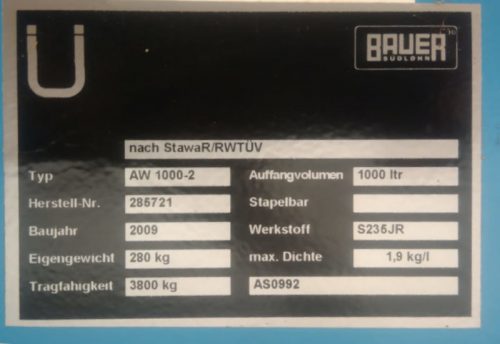 Ü
BAUER
SÜDLOHN
nach StawaR/RWTÜV
Typ AW 1000-2 Auffangvolumen 1000 ltr
Herstell-Nr. 285721 Stapelbar
Baujahr 2009 Werkstoff S235JR
Eigengewicht 280 kg max. Dichte 1,9 kg/l
Tragfähigkeit 3800 kg AS0992